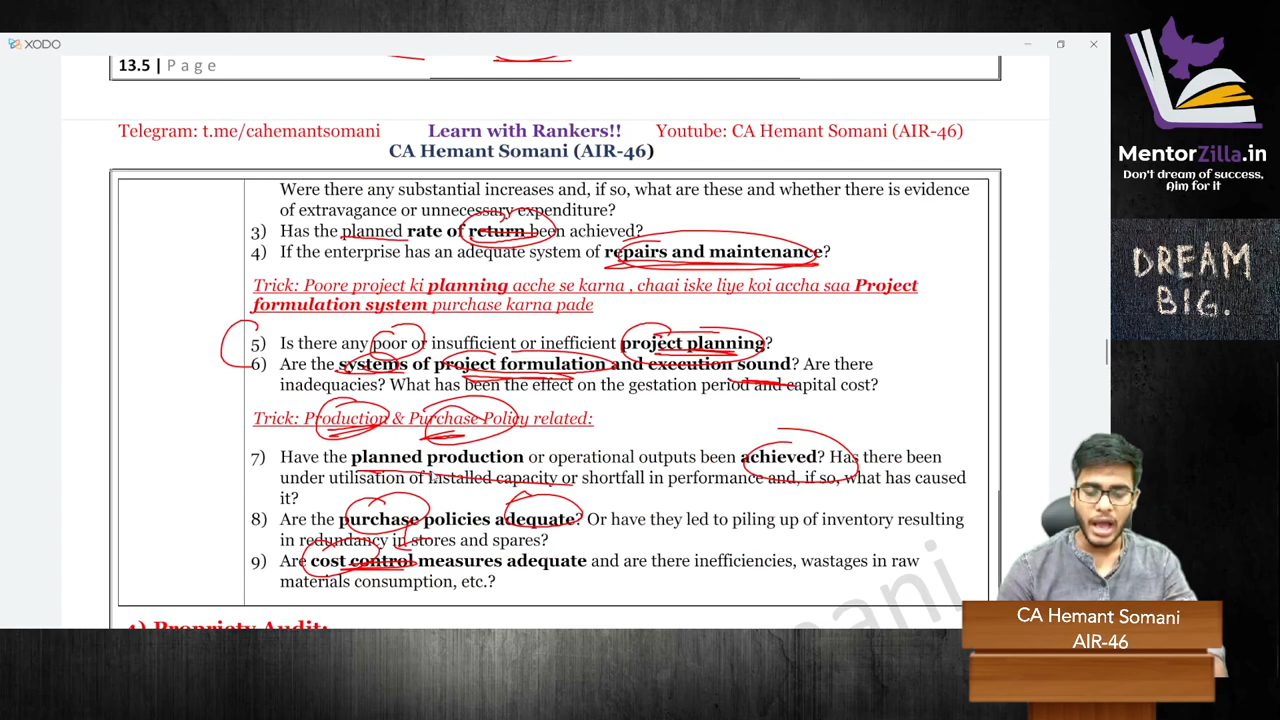 XODO
13.5 | P a g e
Telegram: t.me/cahemantsomani Learn with Rankers!! Youtube: CA Hemant Somani (AIR-46)
CA Hemant Somani (AIR-46)
Were there any substantial increases and, if so, what are these and whether there is evidence
of extravagance or unnecessary expenditure?
3) Has the planned rate of return been achieved?
4) If the enterprise has an adequate system of repairs and maintenance?
Trick: Poore project ki planning acche se karna , chaai iske liye koi accha saa Project
formulation system purchase karna pade
5) Is there any poor or insufficient or inefficient project planning?
6) Are the systems of project formulation and execution sound? Are there
inadequacies? What has been the effect on the gestation period and capital cost?
Trick: Production & Purchase Policy related:
7) Have the planned production or operational outputs been achieved? Has there been
under utilisation of installed capacity or shortfall in performance and, if so, what has caused
it?
8) Are the purchase policies adequate? Or have they led to piling up of inventory resulting
in redundancy in stores and spares?
9) Are cost control measures adequate and are there inefficiencies, wastages in raw
materials consumption, etc.?
4) Propriety Audit:
MentorZilla.in
Don't dream of success,
Aim for it
DREAM
BIG.
CA Hemant Somani
AIR-46